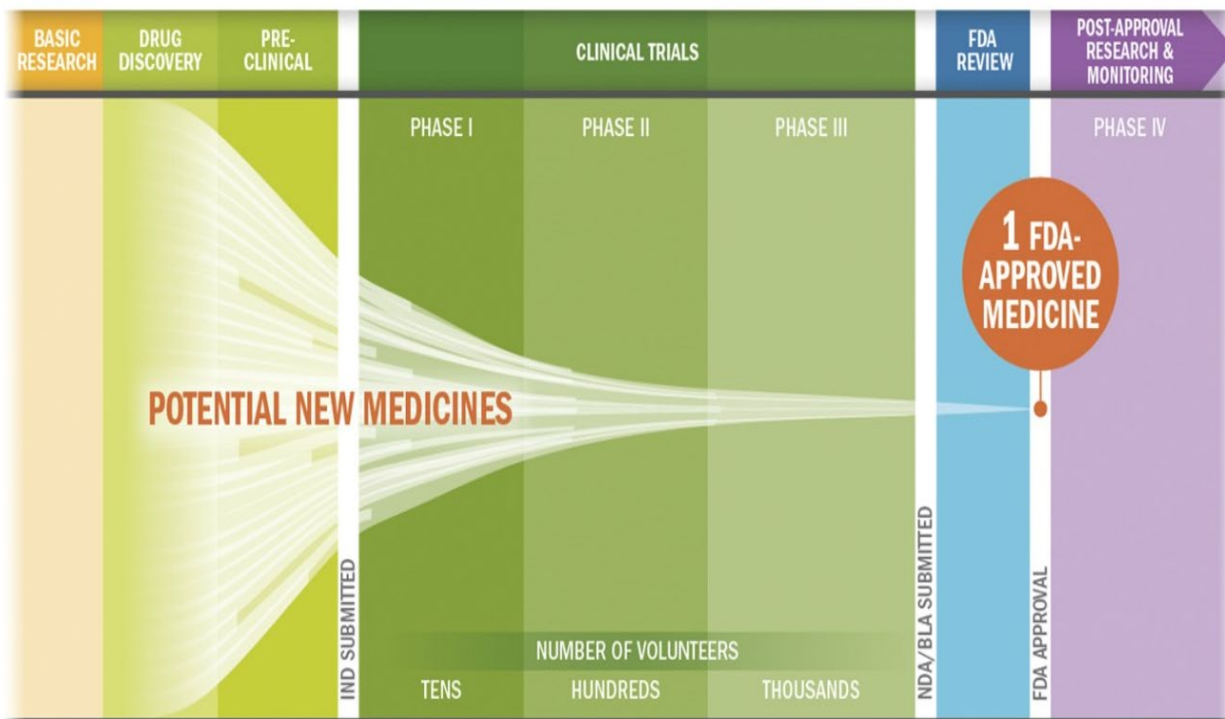 BASIC
RESEARCH
DRUG
DISCOVERY
PRE-
CLINICAL
CLINICAL TRIALS
FDA
REVIEW
POST-APPROVAL
RESEARCH &
MONITORING
PHASE I
PHASE II
PHASE III
PHASE IV
1 FDA-
APPROVED
MEDICINE
POTENTIAL NEW MEDICINES
IND SUBMITTED
NDA/BLA SUBMITTED
FDA APPROVAL
NUMBER OF VOLUNTEERS
TENS
HUNDREDS
THOUSANDS